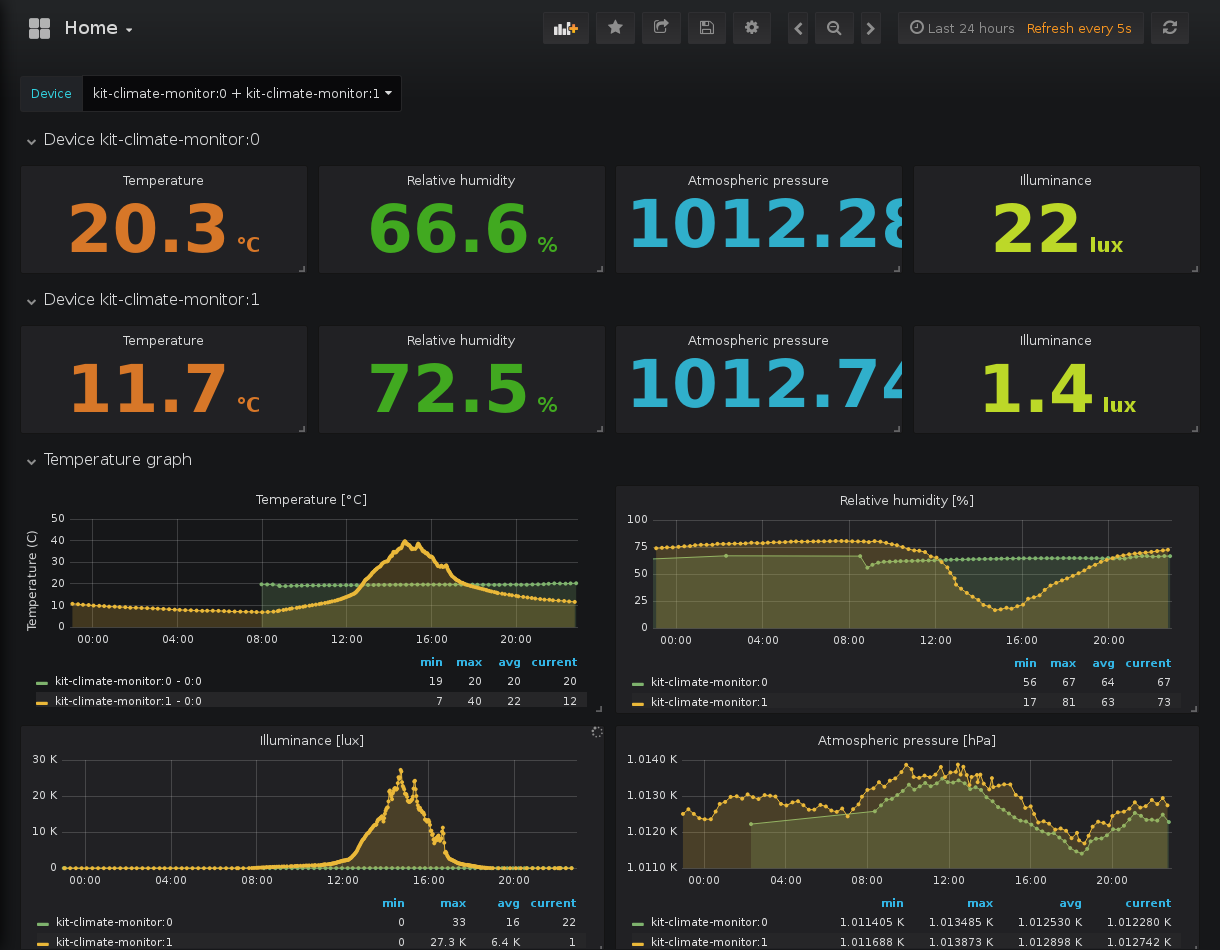 Home
Last 24 hours Refresh every 5s
Device kit-climate-monitor:0 + kit-climate-monitor:1
Device kit-climate-monitor:0
Temperature Relative humidity Atmospheric pressure Illuminance
20.3 °C 66.6 % 1012.28 22 lux
Device kit-climate-monitor:1
Temperature Relative humidity Atmospheric pressure Illuminance
11.7 °C 72.5 % 1012.74 1.4 lux
Temperature graph
Temperature [°C]
Temperature (C)
50
40
30
20
10
0
00:00 04:00 08:00 12:00 16:00 20:00
min max avg current
kit-climate-monitor:0 - 0:0 19 20 20 20
kit-climate-monitor:1 - 0:0 7 40 22 12
Relative humidity [%]
100
75
50
25
0
00:00 04:00 08:00 12:00 16:00 20:00
min max avg current
kit-climate-monitor:0 56 67 64 67
kit-climate-monitor:1 17 81 63 73
Illuminance [lux]
30 K
20 K
10 K
0
00:00 04:00 08:00 12:00 16:00 20:00
min max avg current
kit-climate-monitor:0 0 33 16 22
kit-climate-monitor:1 0 27.3 K 6.4 K 1
Atmospheric pressure [hPa]
1.0140 K
1.0130 K
1.0120 K
1.0110 K
00:00 04:00 08:00 12:00 16:00 20:00
min max avg current
kit-climate-monitor:0 1.011405 K 1.013485 K 1.012530 K 1.012280 K
kit-climate-monitor:1 1.011688 K 1.013873 K 1.012898 K 1.012742 K